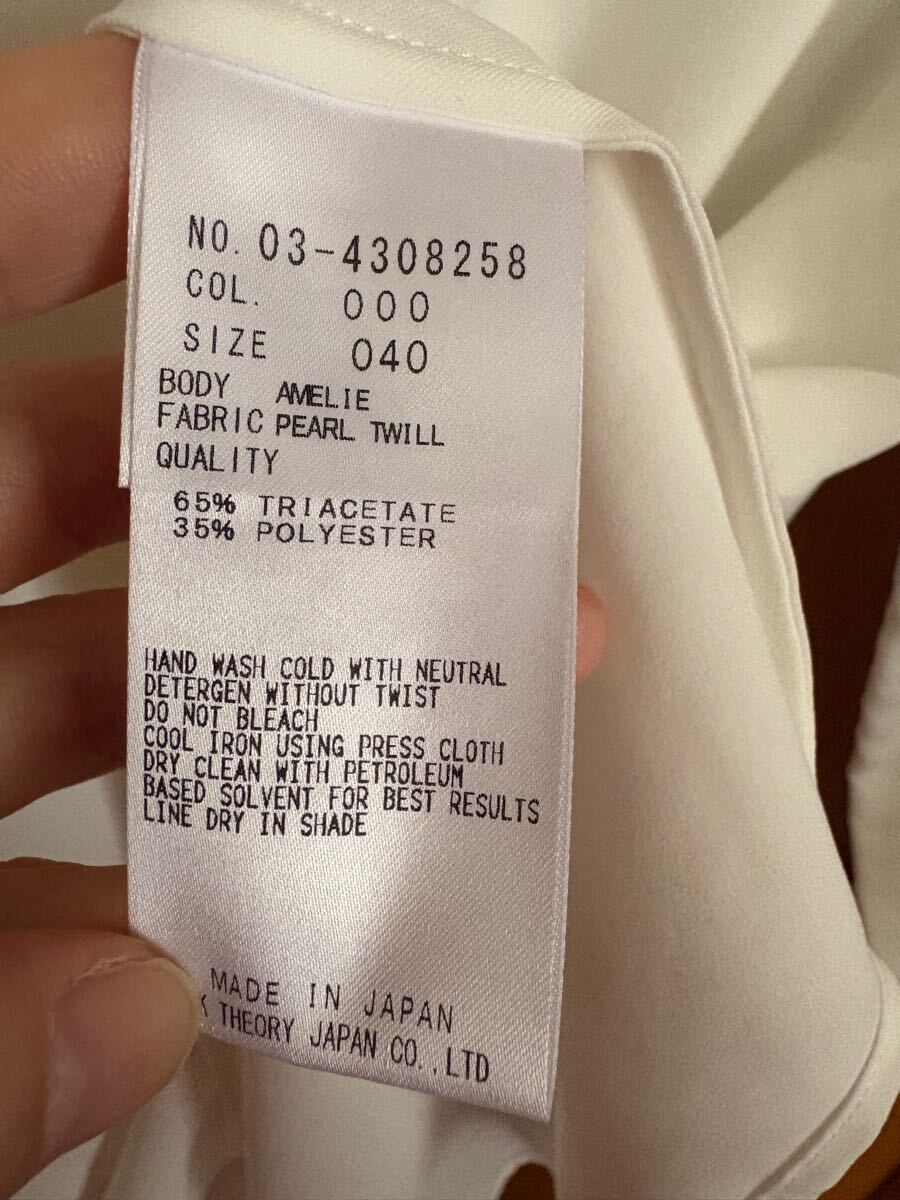 NO. 03-4308258
COL. 000
SIZE 040
BODY AMELIE
FABRIC PEARL TWILL
QUALITY
65% TRIACETATE
35% POLYESTER
HAND WASH COLD WITH NEUTRAL
DETERGEN WITHOUT TWIST
DO NOT BLEACH
COOL IRON USING PRESS CLOTH
DRY CLEAN WITH PETROLEUM
BASED SOLVENT FOR BEST RESULTS
LINE DRY IN SHADE
MADE IN JAPAN
THEORY JAPAN CO.,LTD